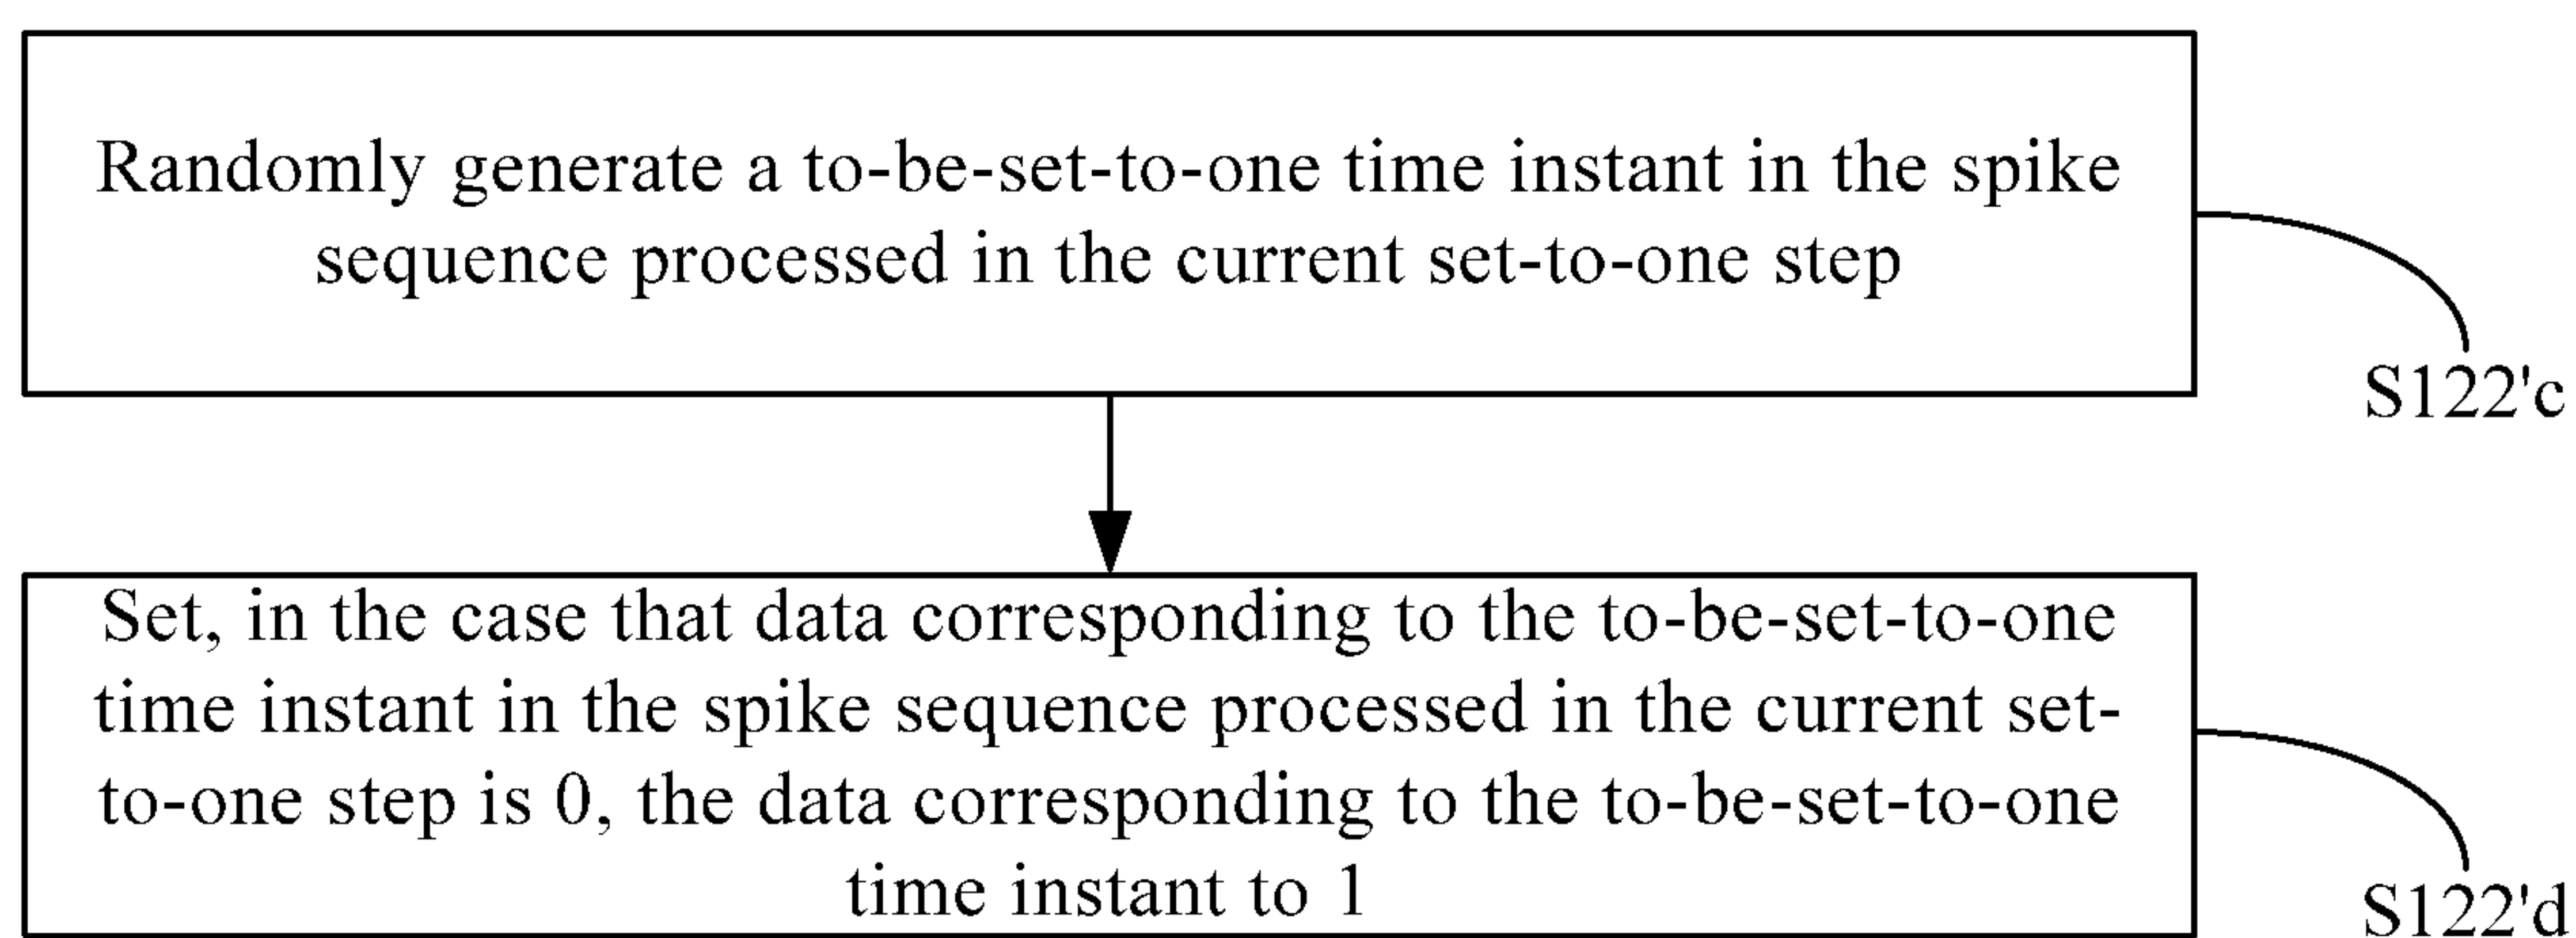 Randomly generate a to-be-set-to-one time instant in the spike
sequence processed in the current set-to-one step
S122'c
Set, in the case that data corresponding to the to-be-set-to-one
time instant in the spike sequence processed in the current set-
to-one step is 0, the data corresponding to the to-be-set-to-one
time instant to 1
S122'd